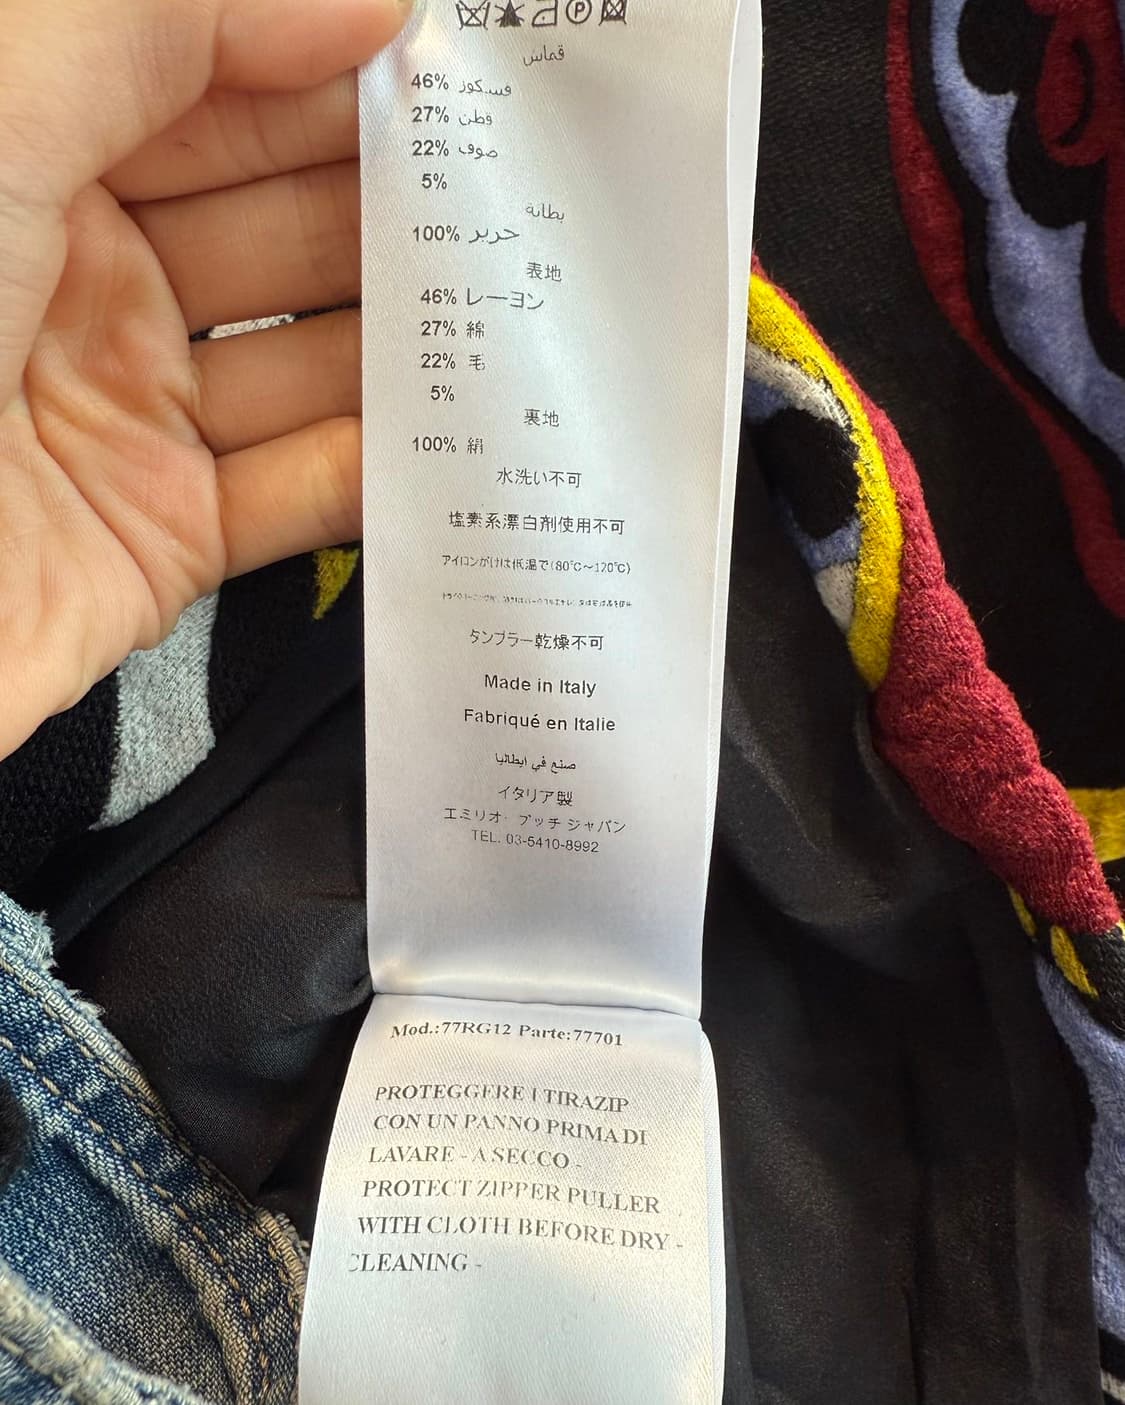 قماش
46% فسكوز
27% قطن
22% صوف
5%
بطانة
100% حرير
表地
46% レーヨン
27% 綿
22% 毛
5%
裏地
100% 絹
水洗い不可
塩素系漂白剤使用不可
アイロンがけは低温で(80℃～120℃)
タンブラー乾燥不可
Made in Italy
Fabriqué en Italie
صنع في ايطاليا
イタリア製
エミリオ・プッチ ジャパン
TEL. 03-5410-8992
Mod.:77RG12 Parte:77701
PROTEGGERE I TIRAZIP
CON UN PANNO PRIMA DI
LAVARE - A SECCO -
PROTECT ZIPPER PULLER
WITH CLOTH BEFORE DRY -
CLEANING -